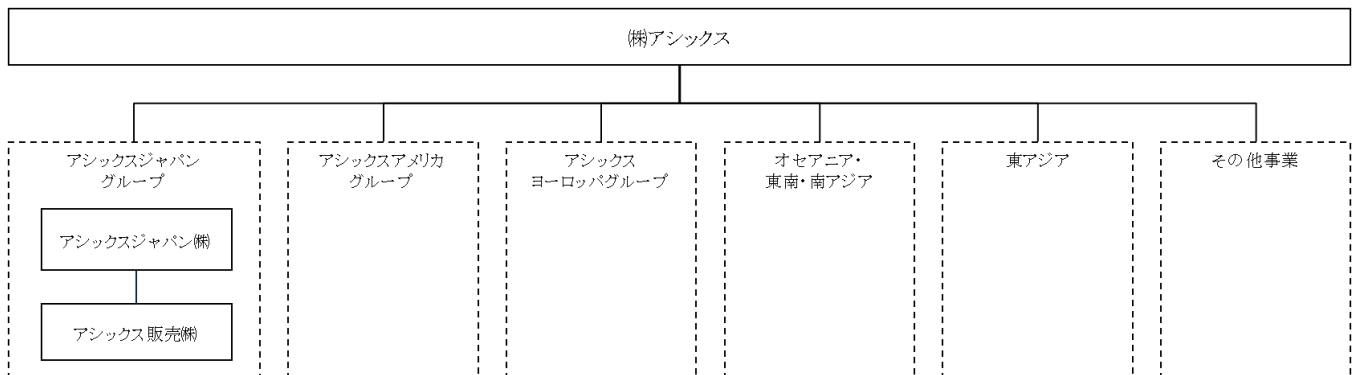 ㈱アシックス
アシックスジャパン
グループ
アシックスアメリカ
グループ
アシックス
ヨーロッパグループ
オセアニア・
東南・南アジア
東アジア
その他事業
アシックスジャパン㈱
アシックス販売㈱